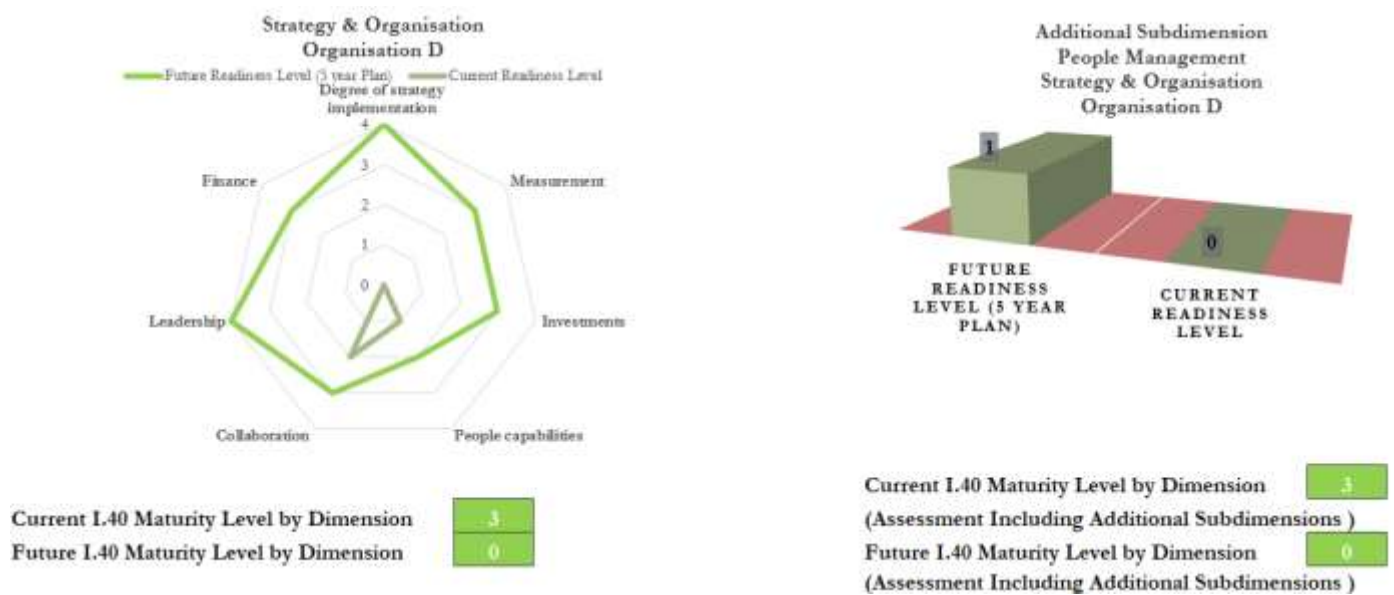 Strategy & Organisation
Organisation D
Future Readiness Level (5 year Plan) Current Readiness Level
Degree of strategy
implementation
4
3
2
1
0
Finance
Measurement
Leadership
Investments
Collaboration
People capabilities
Current I.40 Maturity Level by Dimension 3
Future I.40 Maturity Level by Dimension 0
Additional Subdimension
People Management
Strategy & Organisation
Organisation D
1
0
FUTURE
READINESS
LEVEL (5 YEAR
PLAN)
CURRENT
READINESS
LEVEL
Current I.40 Maturity Level by Dimension 3
(Assessment Including Additional Subdimensions )
Future I.40 Maturity Level by Dimension 0
(Assessment Including Additional Subdimensions )